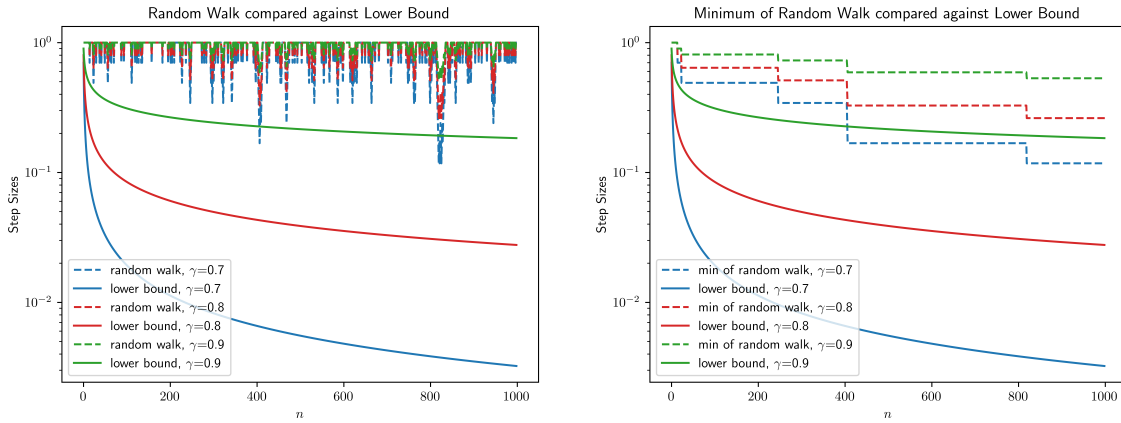 Random Walk compared against Lower Bound
10⁰
10⁻¹
10⁻²
Step Sizes
random walk, γ=0.7
lower bound, γ=0.7
random walk, γ=0.8
lower bound, γ=0.8
random walk, γ=0.9
lower bound, γ=0.9
0 200 400 600 800 1000
n
Minimum of Random Walk compared against Lower Bound
10⁰
10⁻¹
10⁻²
Step Sizes
min of random walk, γ=0.7
lower bound, γ=0.7
min of random walk, γ=0.8
lower bound, γ=0.8
min of random walk, γ=0.9
lower bound, γ=0.9
0 200 400 600 800 1000
n